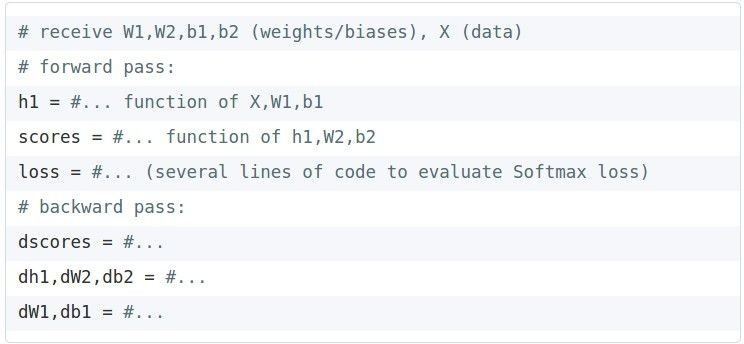 # receive W1,W2,b1,b2 (weights/biases), X (data)
# forward pass:
h1 = #... function of X,W1,b1
scores = #... function of h1,W2,b2
loss = #... (several lines of code to evaluate Softmax loss)
# backward pass:
dscores = #...
dh1,dW2,db2 = #...
dW1,db1 = #...